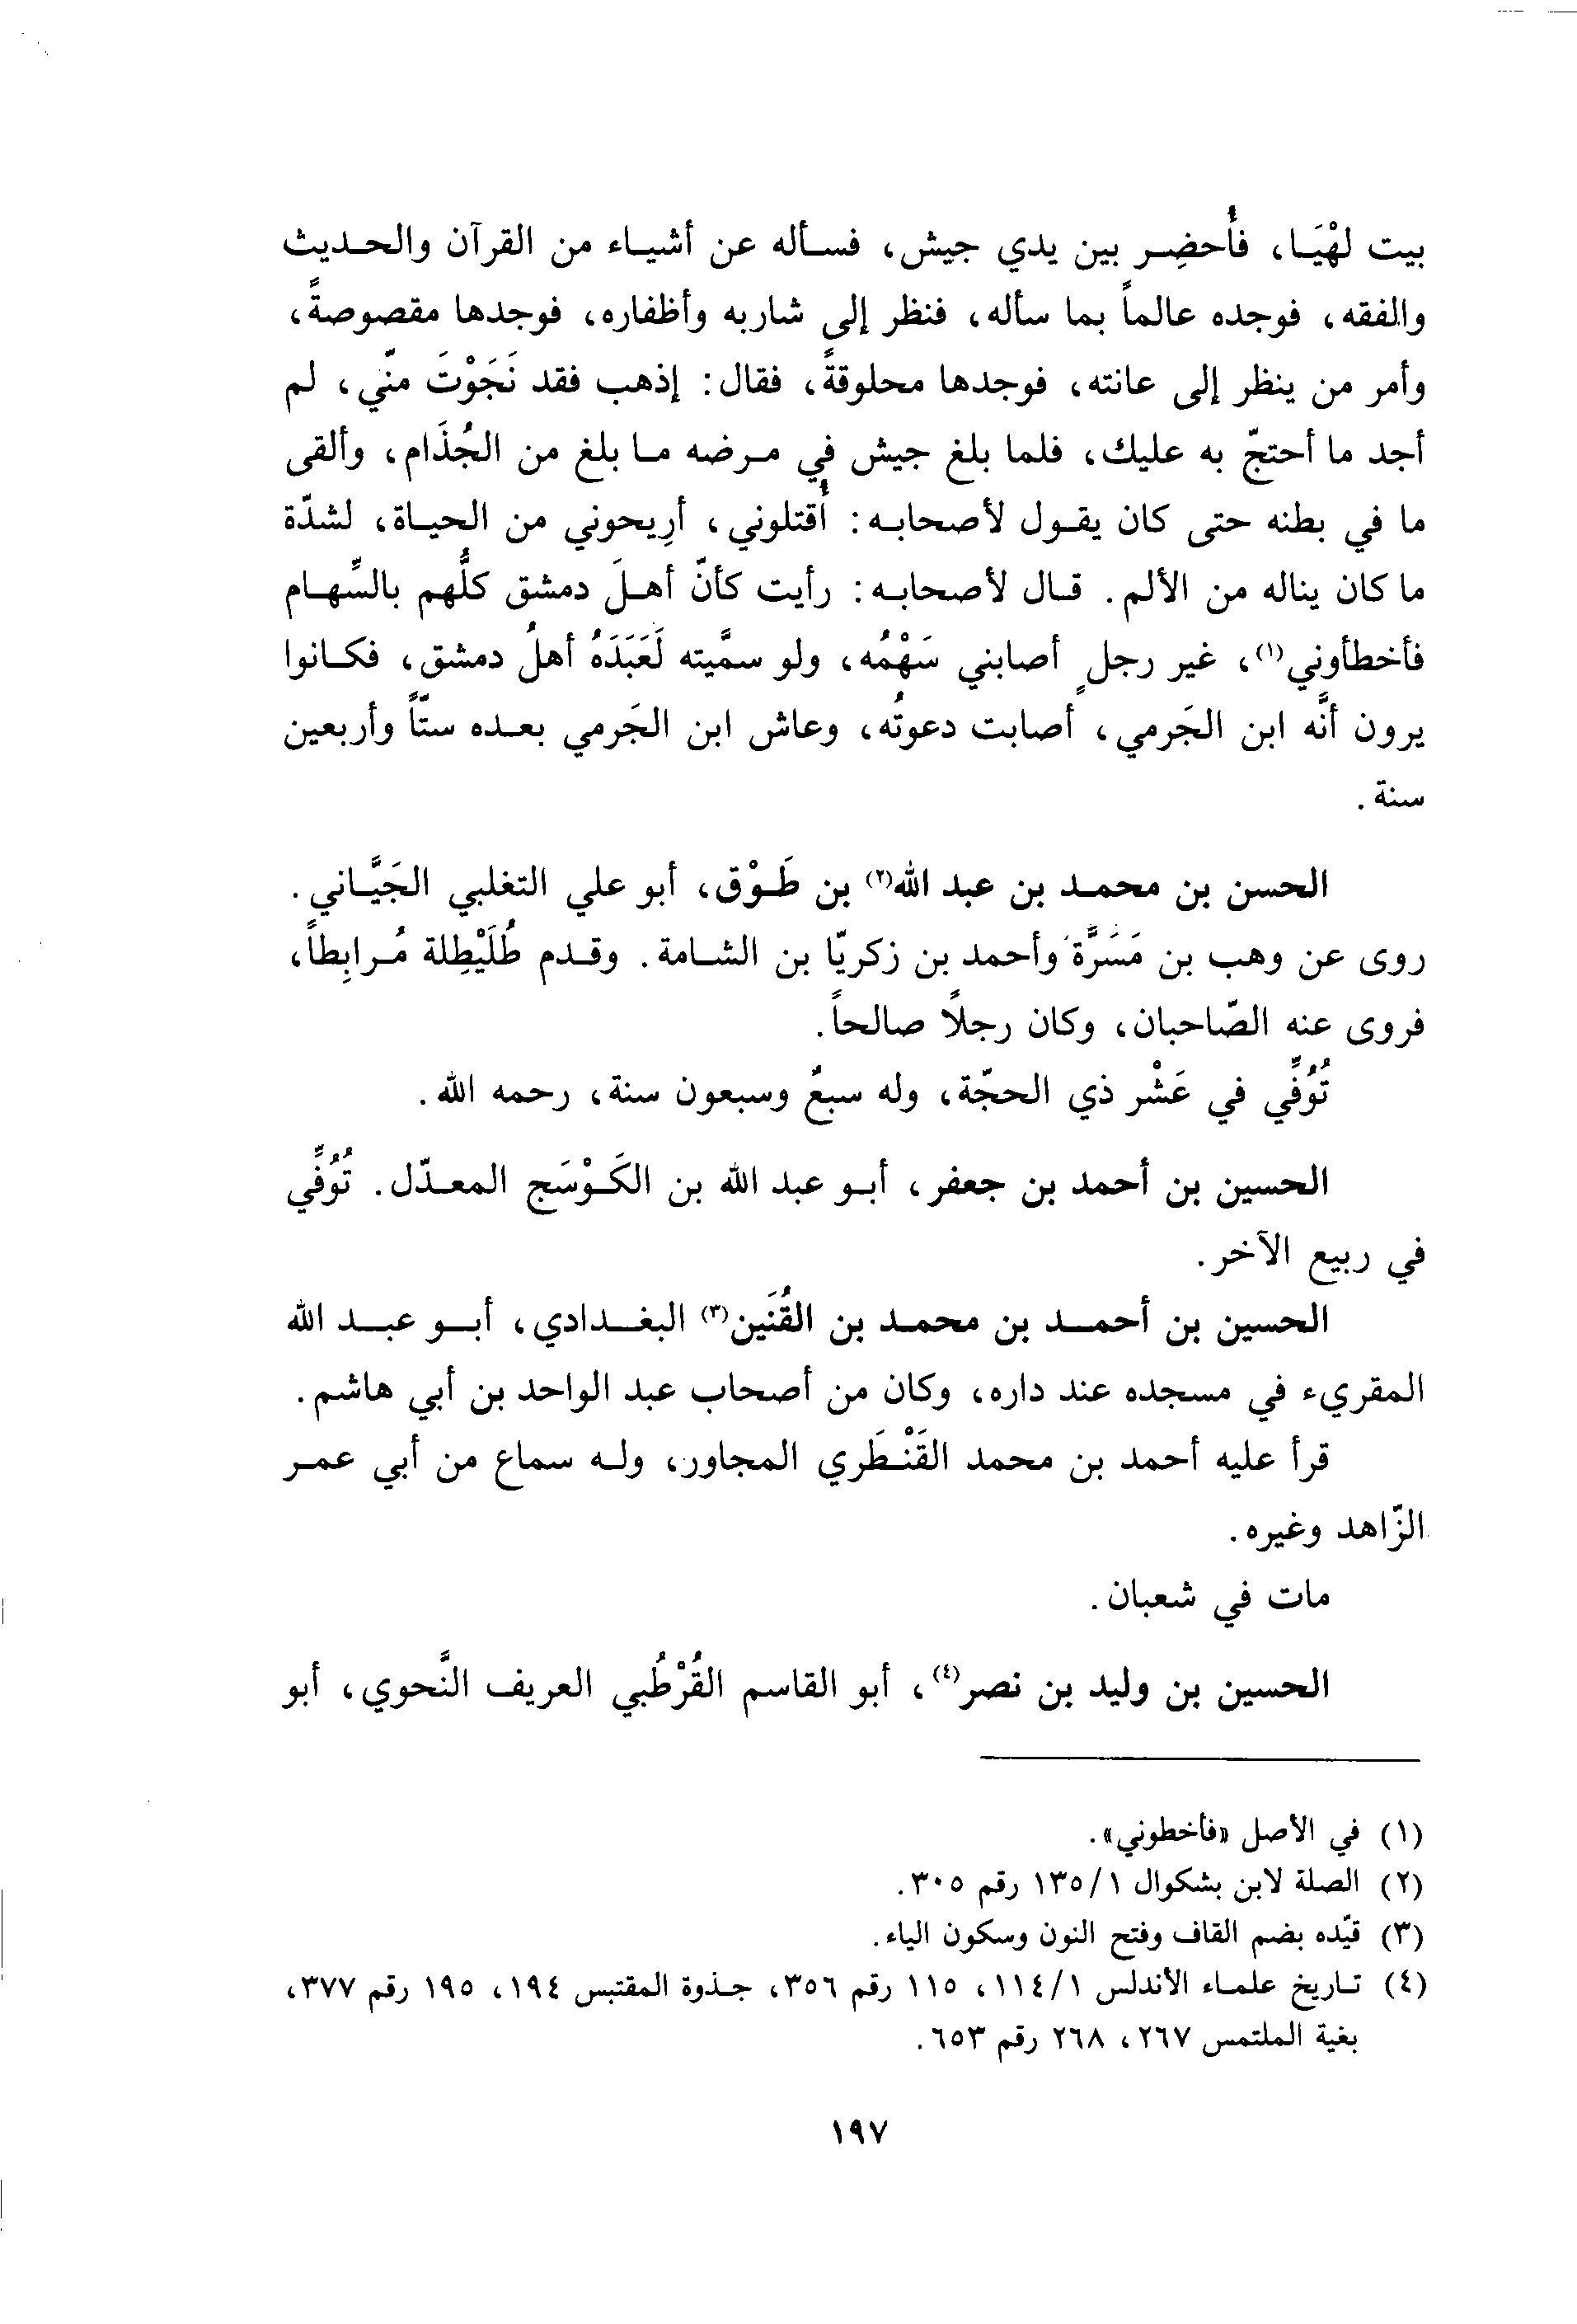 بيت لهْيَا، فأُحضِر بين يدي جيش، فسأله عن أشياء من القرآن والحديث
والفقه، فوجده عالماً بما سأله، فنظر إلى شاربه وأظفاره، فوجدها مقصوصةً،
وأمر من ينظر إلى عانته، فوجدها محلوقةً، فقال: إذهب فقد نَجَوْتَ منّي، لم
أجد ما أحتجّ به عليك، فلما بلغ جيش في مرضه ما بلغ من الجُذَام، وألقى
ما في بطنه حتى كان يقول لأصحابه: أُقتلوني، أرِيحوني من الحياة، لشدّة
ما كان يناله من الألم. قال لأصحابه: رأيت كأنّ أهلَ دمشق كلُّهم بالسِّهام
فأخطأوني(١)، غير رجلٍ أصابني سَهْمُه، ولو سمَّيته لَعَبَدَهُ أهلُ دمشق، فكانوا
يرون أنَّه ابن الجَرمي، أصابت دعوتُه، وعاش ابن الجَرمي بعده ستّاً وأربعين
سنة.
الحسن بن محمد بن عبد الله(٢) بن طَوْق، أبو علي التغلبي الجَيَّاني.
روى عن وهب بن مَسَرَّة وأحمد بن زكريّا بن الشامة. وقدم طُلَيْطِلة مُرابِطاً،
فروى عنه الصّاحبان، وكان رجلاً صالحاً.
تُوُفِّي في عَشْر ذي الحجّة، وله سبعٌ وسبعون سنة، رحمه الله.
الحسين بن أحمد بن جعفر، أبو عبد الله بن الكَوْسَج المعدّل. تُوُفِّي
في ربيع الآخر.
الحسين بن أحمد بن محمد بن القُنَين(٣) البغدادي، أبو عبد الله
المقريء في مسجده عند داره، وكان من أصحاب عبد الواحد بن أبي هاشم.
قرأ عليه أحمد بن محمد القَنْطَري المجاور، وله سماع من أبي عمر
الزّاهد وغيره.
مات في شعبان.
الحسين بن وليد بن نصر(٤)، أبو القاسم القُرْطُبي العريف النَّحوي، أبو
(١) في الأصل «فأخطوني».
(٢) الصلة لابن بشكوال ١/١٣٥ رقم ٣٠٥.
(٣) قيّده بضم القاف وفتح النون وسكون الياء.
(٤) تاريخ علماء الأندلس ١/١١٤، ١١٥ رقم ٣٥٦، جذوة المقتبس ١٩٤، ١٩٥ رقم ٣٧٧،
بغية الملتمس ٢٦٧، ٢٦٨ رقم ٦٥٣.
١٩٧